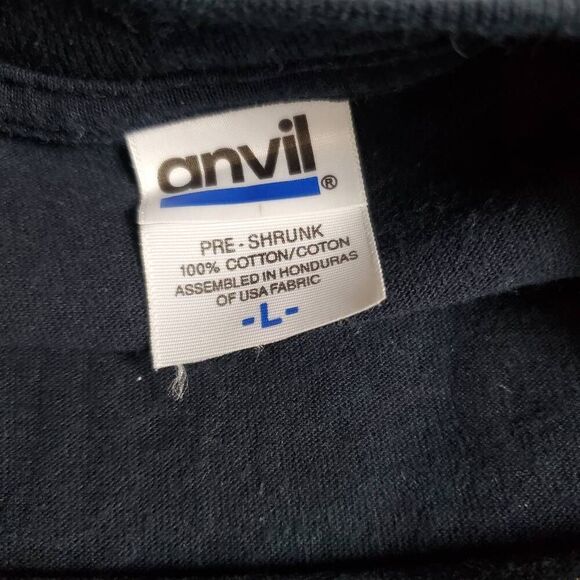 anvil®
PRE-SHRUNK
100% COTTON/COTON
ASSEMBLED IN HONDURAS
OF USA FABRIC
-L-